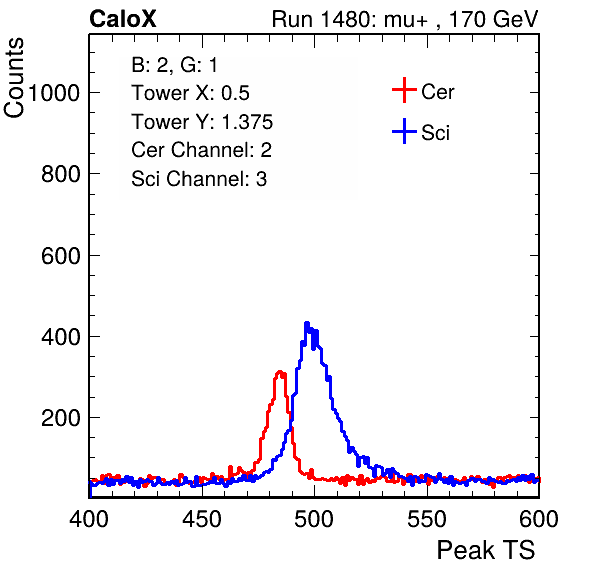 CaloX Run 1480: mu+ , 170 GeV
Counts
B: 2, G: 1
Tower X: 0.5
Tower Y: 1.375
Cer Channel: 2
Sci Channel: 3
Cer
Sci
1000
800
600
400
200
400 450 500 550 600
Peak TS